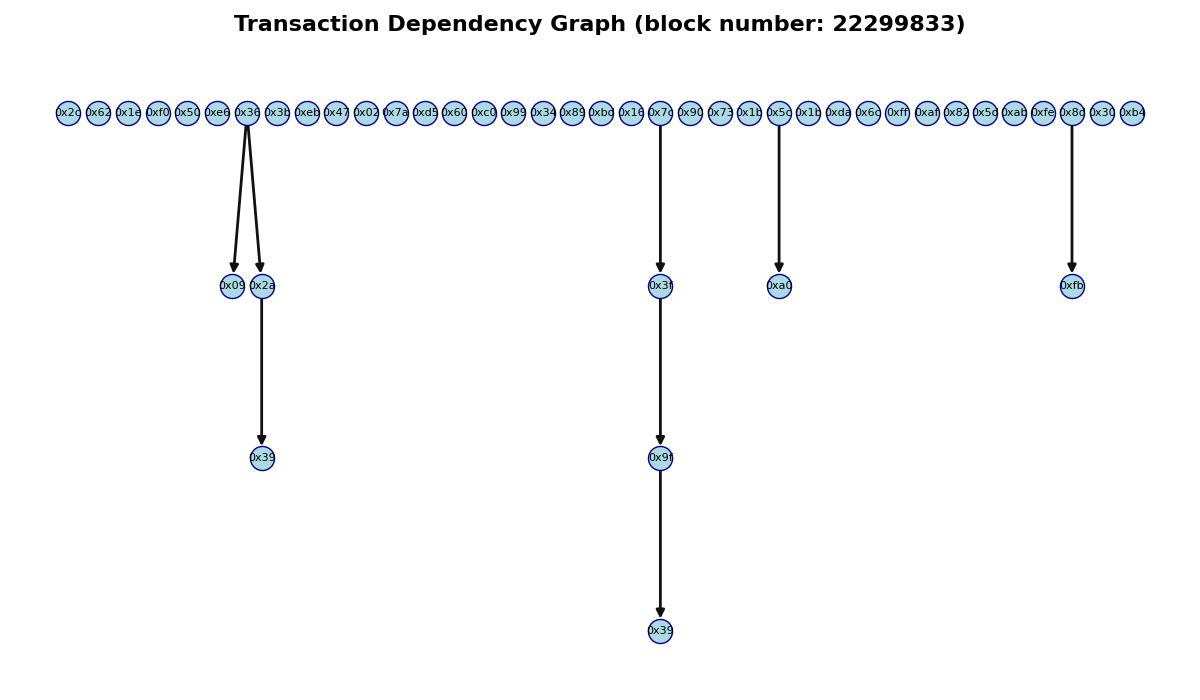 Transaction Dependency Graph (block number: 22299833)
0x2c 0x62 0x1e 0xf0 0x50 0xe6 0x36 0x3b 0xeb 0x47 0x02 0x7a 0xd5 0x60 0xc0 0x99 0x34 0x89 0xbd 0x16 0x7c 0x90 0x73 0x1b 0x5c 0x1b 0xda 0x6c 0xff 0xaf 0x82 0x5d 0xab 0xfe 0x8d 0x30 0xb4
0x09 0x2a 0x3f 0xa0 0xfb
0x39 0x9f
0x39